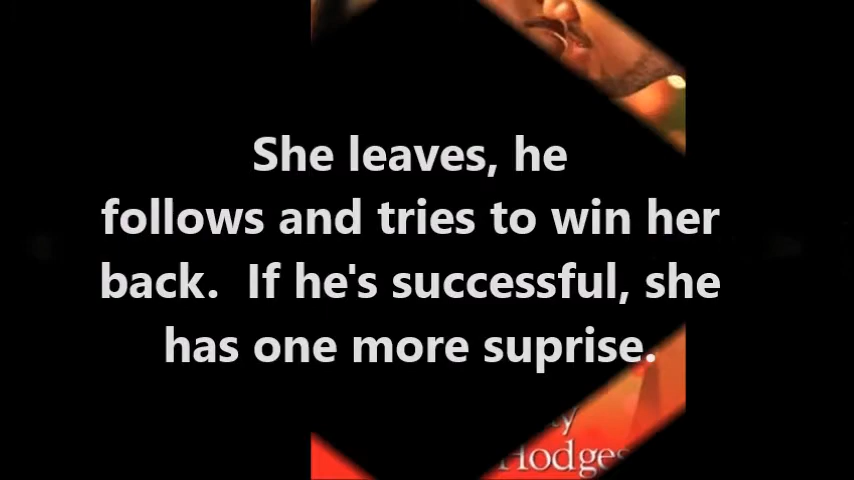 She leaves, he
follows and tries to win her
back.  If he's successful, she
has one more suprise.
ty
Hodges